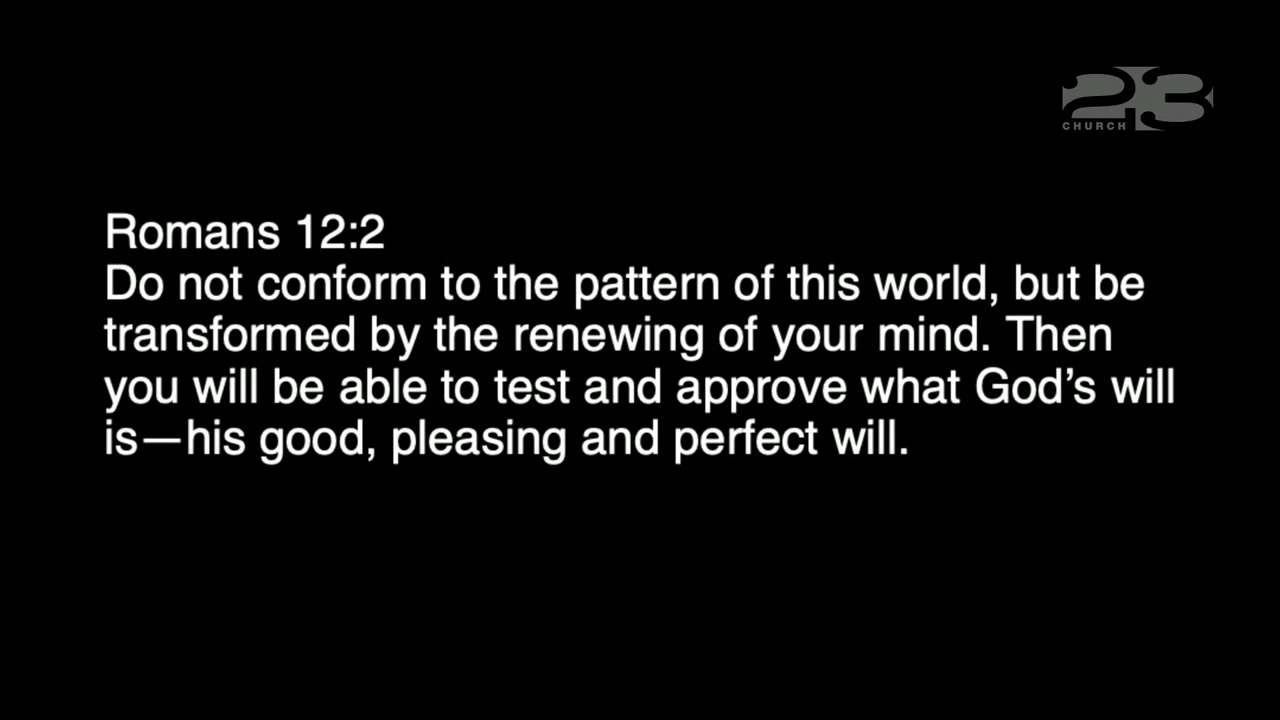 23
CHURCH
Romans 12:2
Do not conform to the pattern of this world, but be
transformed by the renewing of your mind. Then
you will be able to test and approve what God’s will
is—his good, pleasing and perfect will.